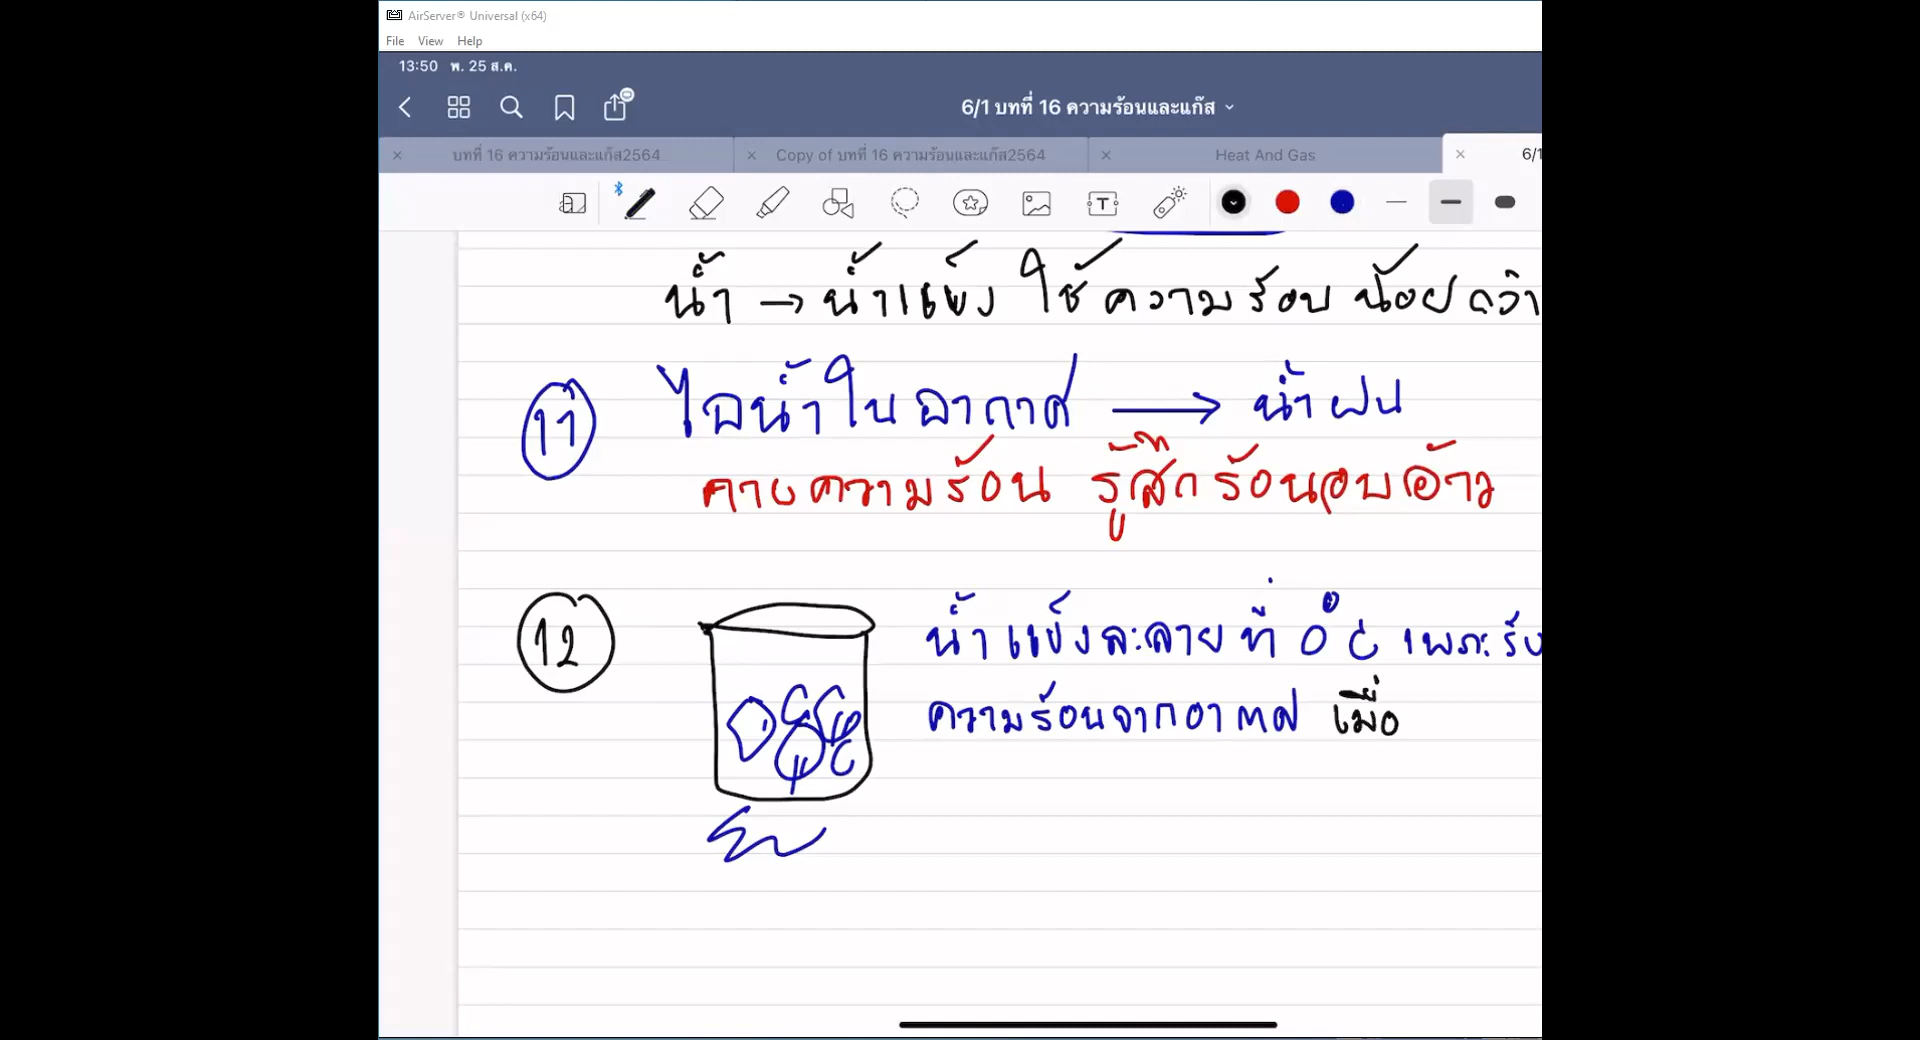 AirServer® Universal (x64)
File View Help
13:50 พ. 25 ส.ค.
6/1 บทที่ 16 ความร้อนและแก๊ส
บทที่ 16 ความร้อนและแก๊ส2564
Copy of บทที่ 16 ความร้อนและแก๊ส2564
Heat And Gas
6/1
น้ำ → น้ำแข็ง ใช้ความร้อนน้อยกว่า
11 ไอน้ำในอากาศ → น้ำฝน
คายความร้อน รู้สึกร้อนอบอ้าว
12 น้ำแข็งละลายที่ 0°C เพราะรับ
ความร้อนจากอากาศ เมื่อ